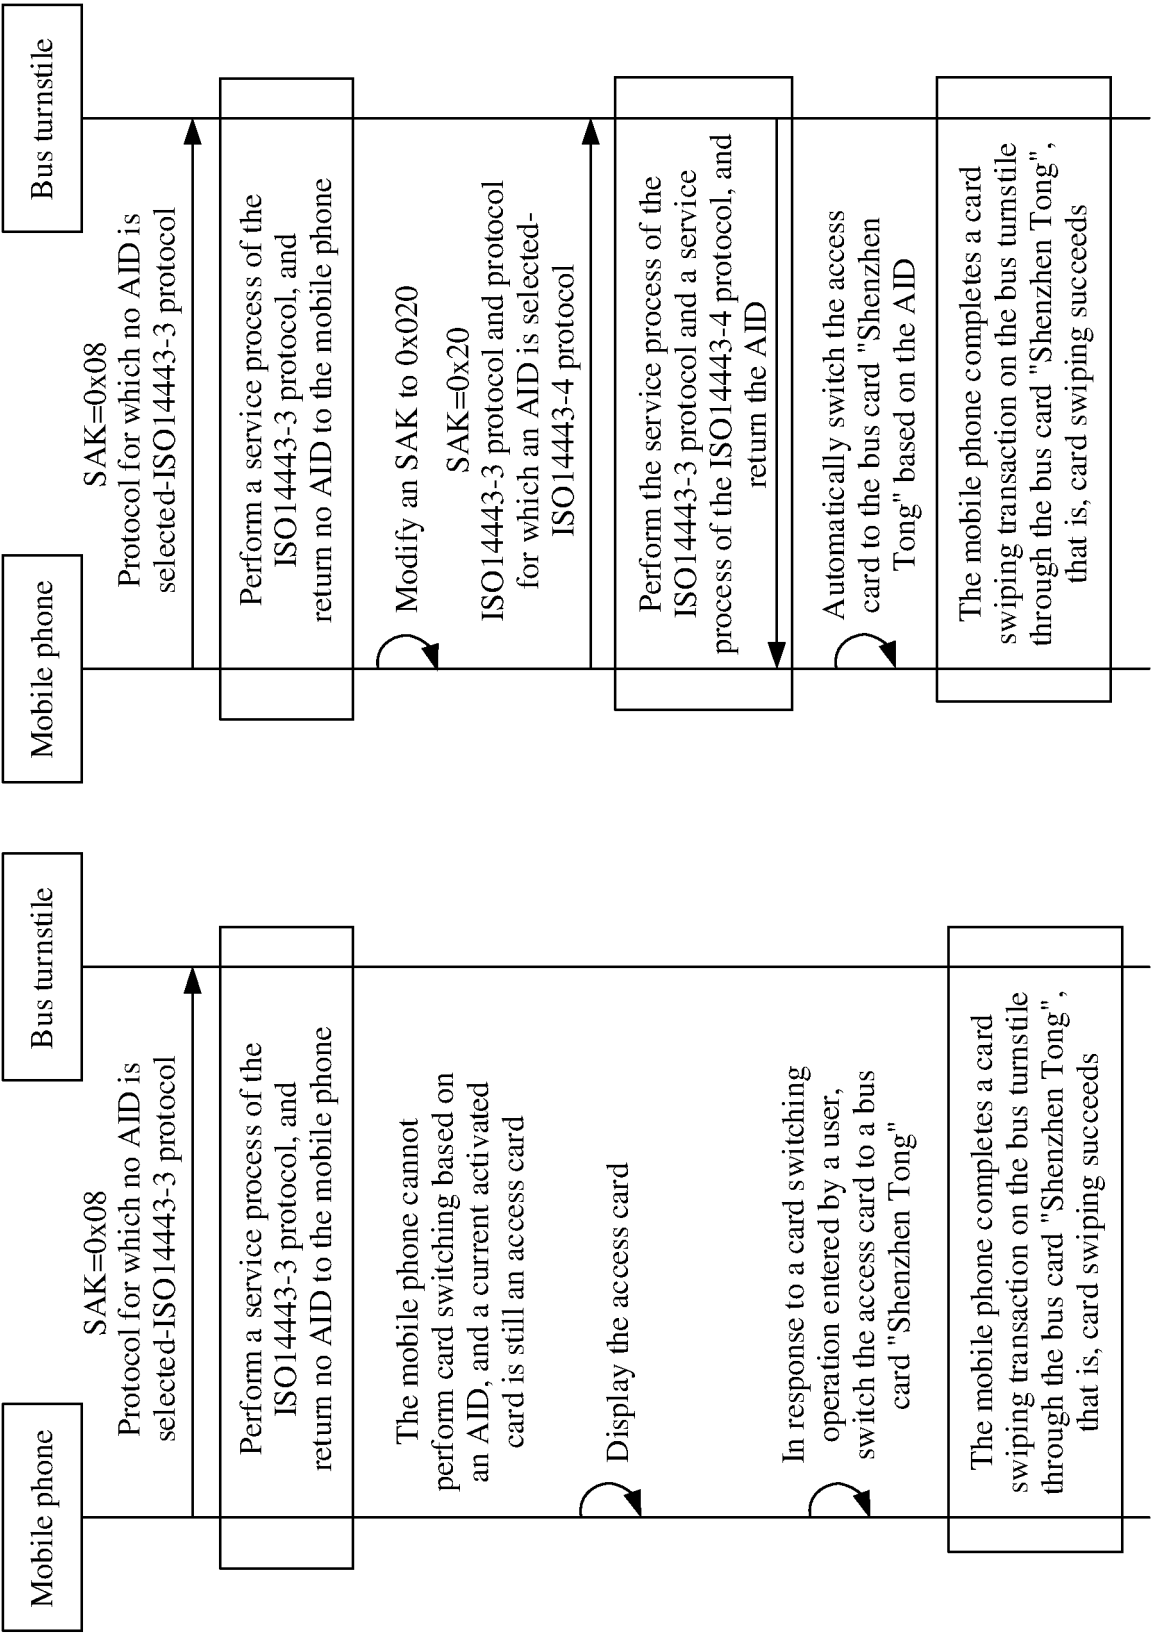 Mobile phone
Bus turnstile
SAK=0x08
Protocol for which no AID is
selected-ISO14443-3 protocol
Perform a service process of the
ISO14443-3 protocol, and
return no AID to the mobile phone
The mobile phone cannot
perform card switching based on
an AID, and a current activated
card is still an access card
Display the access card
In response to a card switching
operation entered by a user,
switch the access card to a bus
card "Shenzhen Tong"
The mobile phone completes a card
swiping transaction on the bus turnstile
through the bus card "Shenzen Tong",
that is, card swiping succeeds
Mobile phone
Bus turnstile
SAK=0x08
Protocol for which no AID is
selected-ISO14443-3 protocol
Perform a service process of the
ISO14443-3 protocol, and
return no AID to the mobile phone
Modify an SAK to 0x020
SAK=0x20
ISO14443-3 protocol and protocol
for which an AID is selected-
ISO14443-4 protocol
Perform the service process of the
ISO14443-3 protocol and a service
process of the ISO14443-4 protocol, and
return the AID
Automatically switch the access
card to the bus card "Shenzhen
Tong" based on the AID
The mobile phone completes a card
swiping transaction on the bus turnstile
through the bus card "Shenzen Tong",
that is, card swiping succeeds